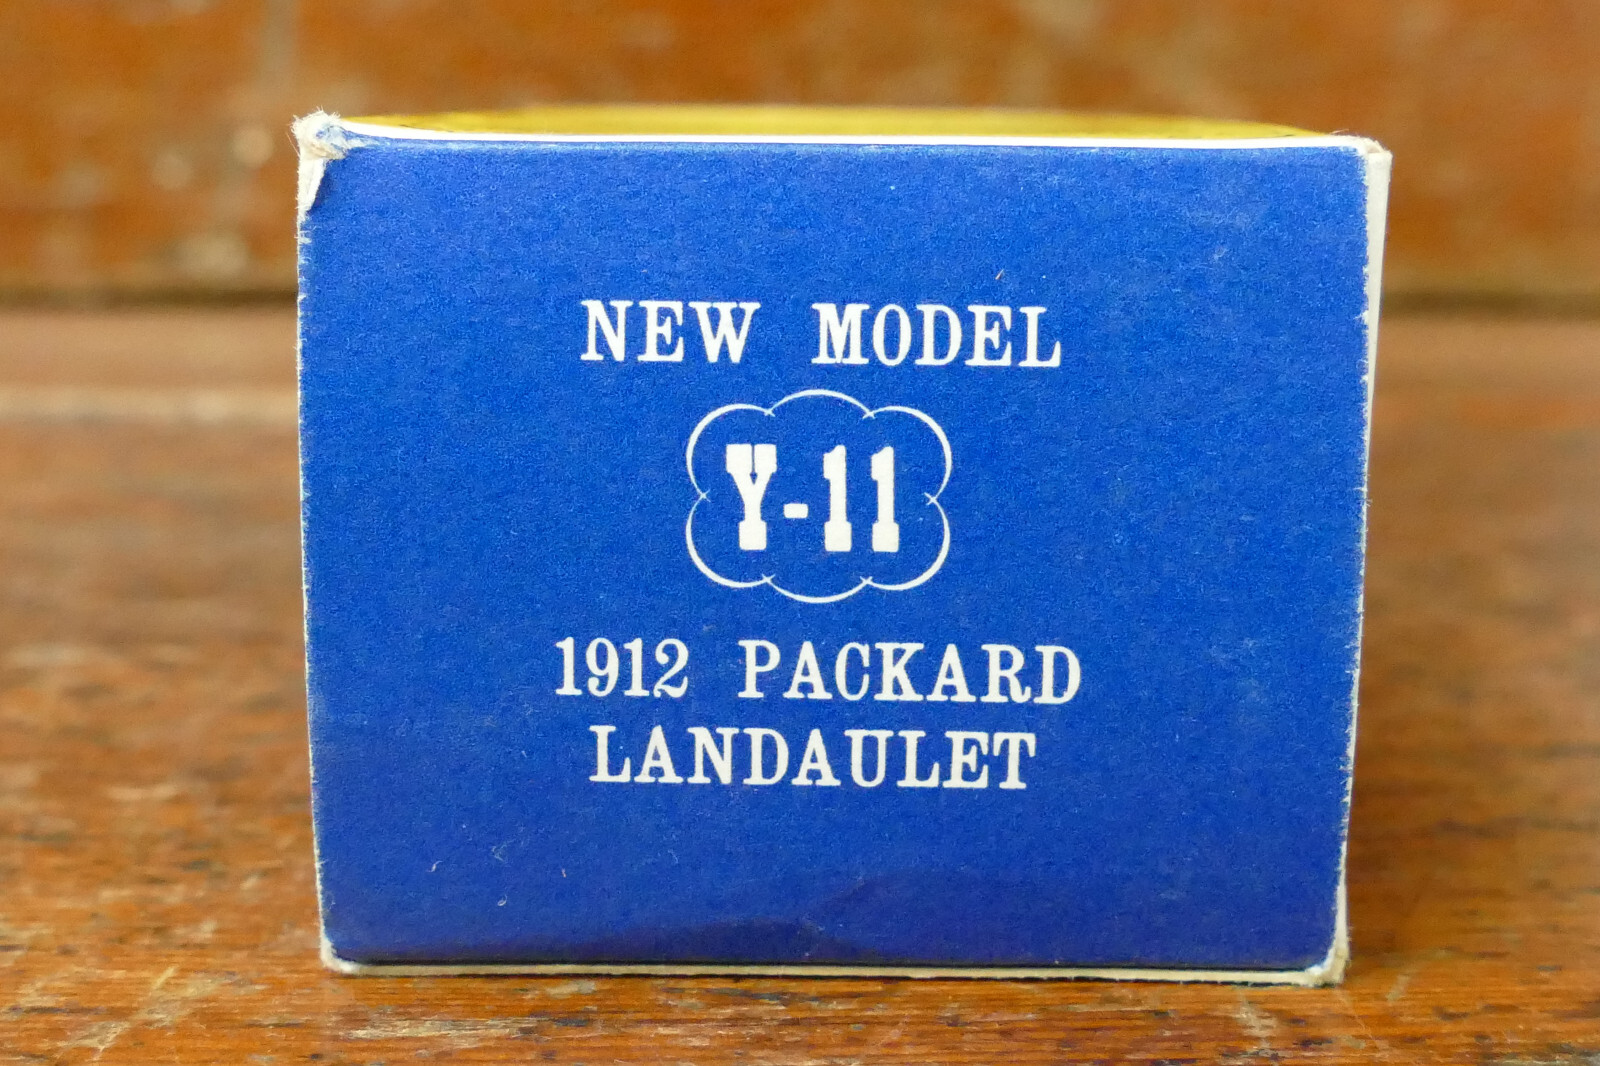 NEW MODEL
Y-11
1912 PACKARD
LANDAULET